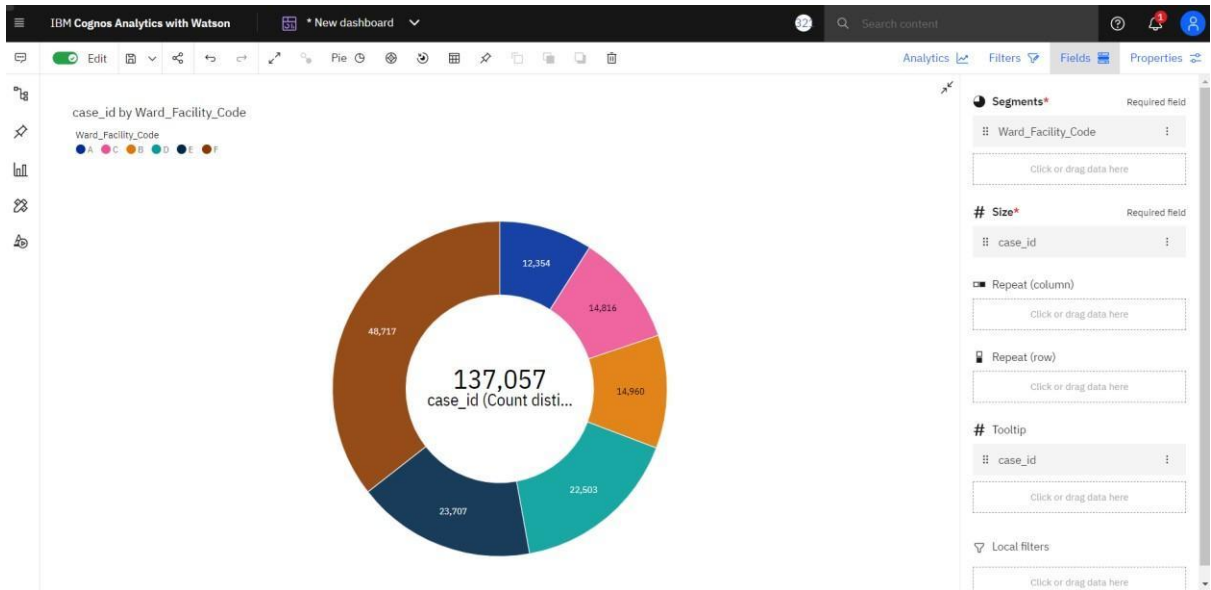 IBM Cognos Analytics with Watson
* New dashboard
Search content
1
Edit
Pie
Analytics
Filters
Fields
Properties
case_id by Ward_Facility_Code
Ward_Facility_Code
A C B D E F
12,354
14,816
48,717
137,057
case_id (Count disti...
14,960
22,503
23,707
Segments* Required field
Ward_Facility_Code
Click or drag data here
# Size* Required field
case_id
Repeat (column)
Click or drag data here
Repeat (row)
Click or drag data here
# Tooltip
case_id
Click or drag data here
Local filters
Click or drag data here